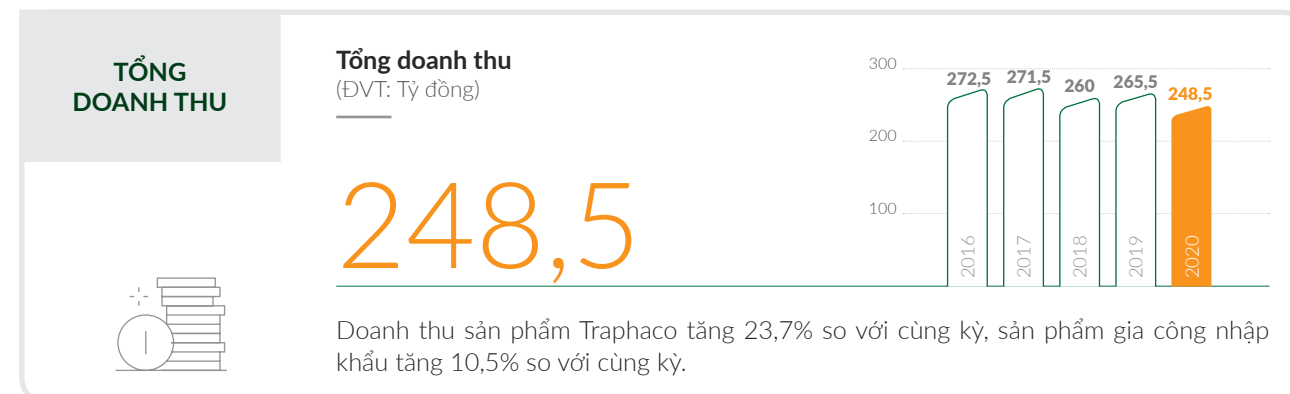 TỔNG
DOANH THU
Tổng doanh thu
(ĐVT: Tỷ đồng)
248,5
300
200
100
272,5
271,5
260
265,5
248,5
2016
2017
2018
2019
2020
Doanh thu sản phẩm Traphaco tăng 23,7% so với cùng kỳ, sản phẩm gia công nhập
khẩu tăng 10,5% so với cùng kỳ.